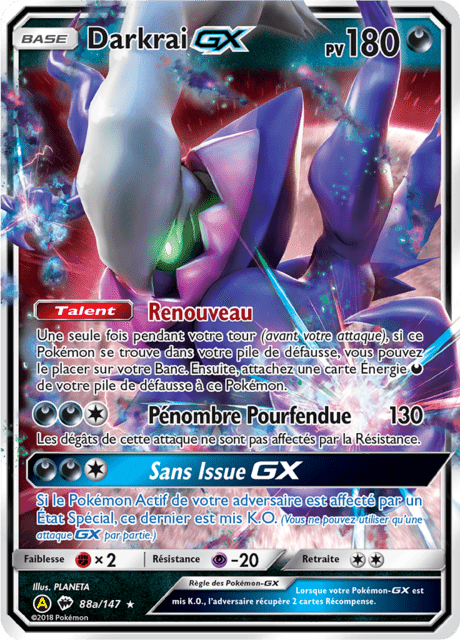 BASE Darkrai GX PV 180
Talent Renouveau
Une seule fois pendant votre tour (avant votre attaque), si ce
Pokémon se trouve dans votre pile de défausse, vous pouvez
le placer sur votre Banc. Ensuite, attachez une carte Énergie
de votre pile de défausse à ce Pokémon.
Pénombre Pourfendue 130
Les dégâts de cette attaque ne sont pas affectés par la Résistance.
Sans Issue GX
Si le Pokémon Actif de votre adversaire est affecté par un
État Spécial, ce dernier est mis K.O. (Vous ne pouvez utiliser qu'une
attaque GX par partie.)
Faiblesse × 2 Résistance -20 Retraite
Illus. PLANETA
Règle des Pokémon-GX
Lorsque votre Pokémon-GX est
mis K.O., l'adversaire récupère 2 cartes Récompense.
A 88a/147 ★
©2018 Pokémon